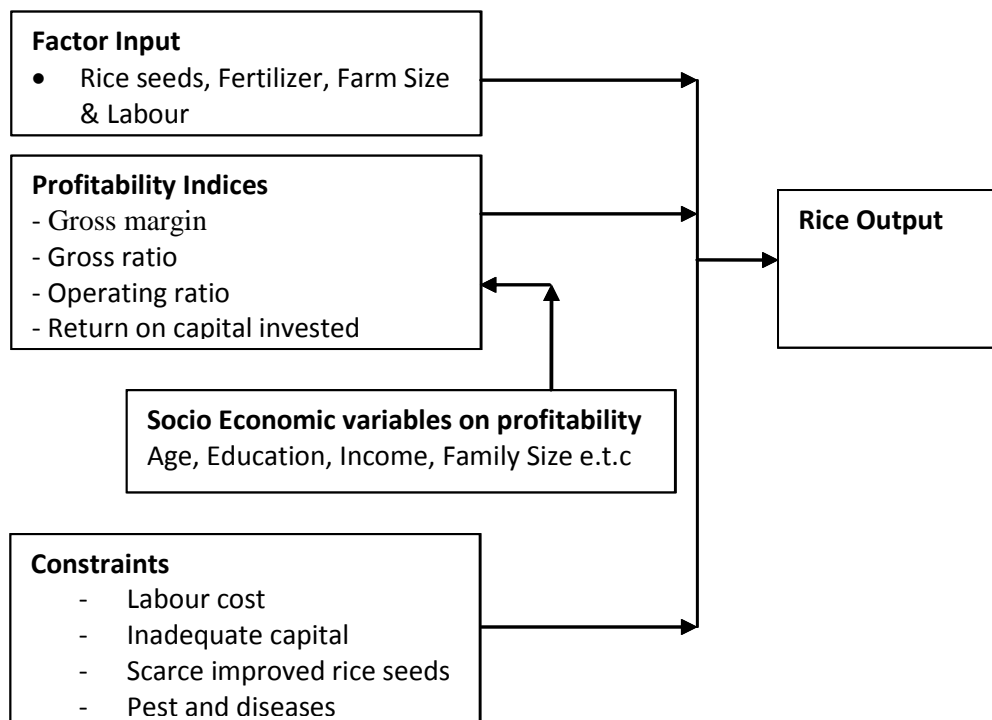 Factor Input
• Rice seeds, Fertilizer, Farm Size
& Labour
Profitability Indices
- Gross margin
- Gross ratio
- Operating ratio
- Return on capital invested
Rice Output
Socio Economic variables on profitability
Age, Education, Income, Family Size e.t.c
Constraints
- Labour cost
- Inadequate capital
- Scarce improved rice seeds
- Pest and diseases